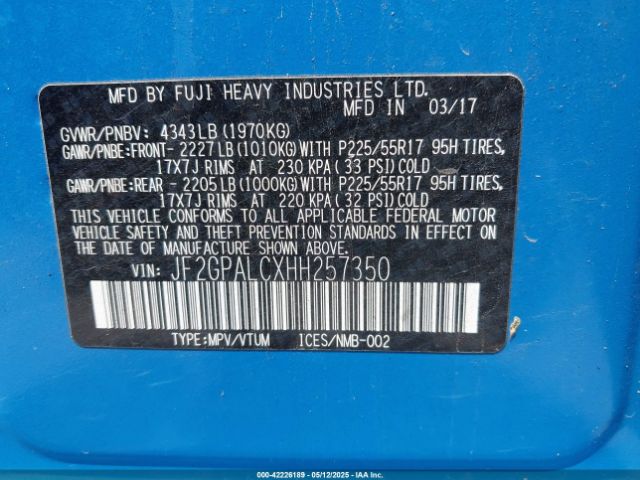 MFD BY FUJI HEAVY INDUSTRIES LTD.
MFD IN 03/17
GVWR/PNBV: 4343LB(1970KG)
GAWR/PNBE:FRONT- 2227LB(1010KG)WITH P225/55R17 95H TIRES,
17X7J RIMS AT 230 KPA(33 PSI)COLD
GAWR/PNBE:REAR - 2205LB(1000KG)WITH P225/55R17 95H TIRES,
17X7J RIMS AT 220 KPA(32 PSI)COLD
THIS VEHICLE CONFORMS TO ALL APPLICABLE FEDERAL MOTOR
VEHICLE SAFETY AND THEFT PREVENTION STANDARDS IN EFFECT
ON THE DATE OF MANUFACTURE SHOWN ABOVE.
VIN: JF2GPALCXHH257350
TYPE:MPV/VTUM ICES/NMB-002
000-42226189 - 05/12/2025 - IAA